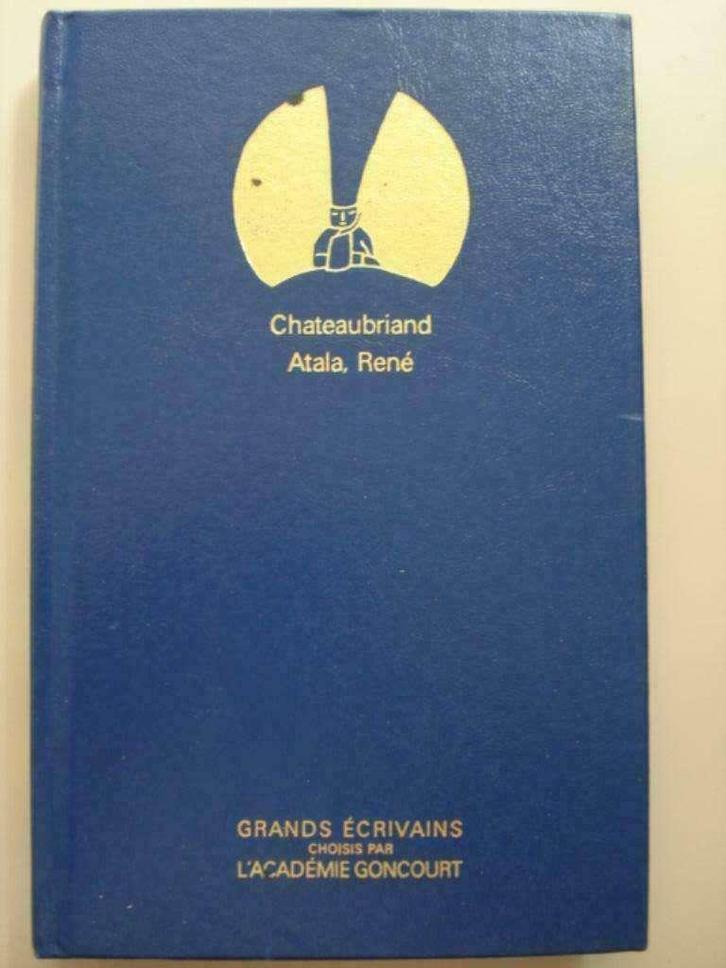 Chateaubriand
Atala, René
GRANDS ÉCRIVAINS
CHOISIS PAR
L'ACADÉMIE GONCOURT